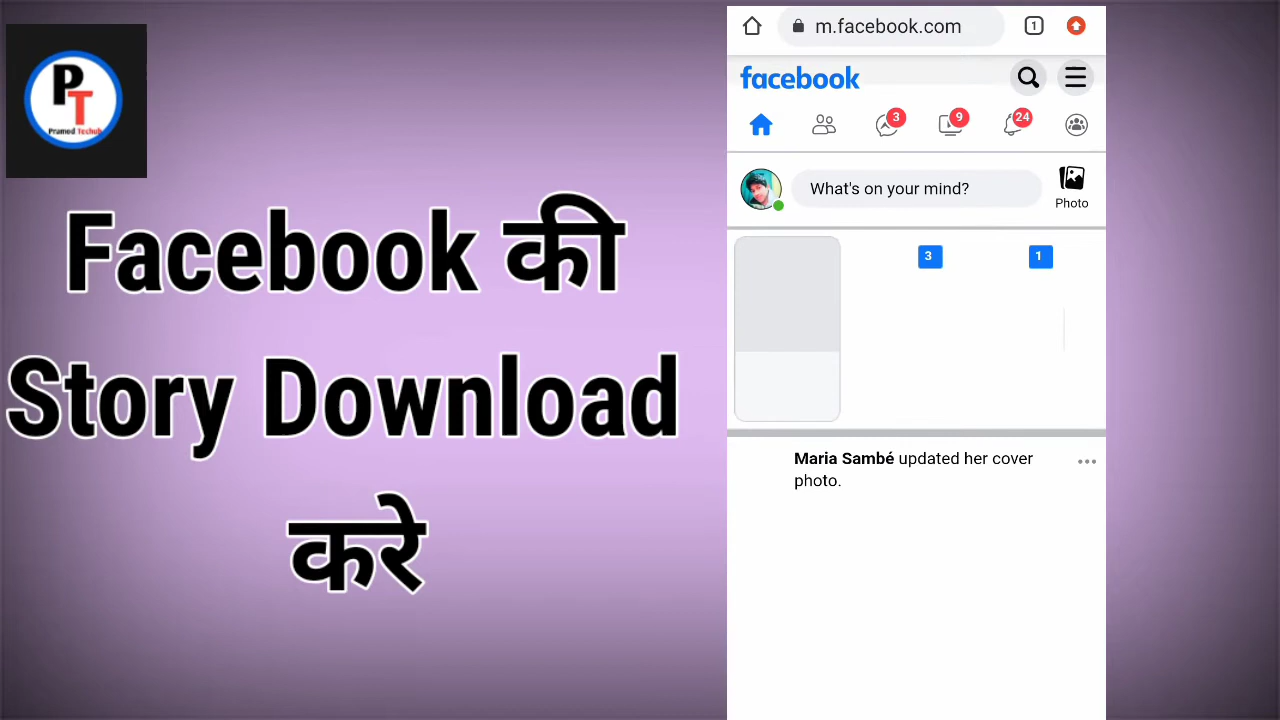 PT
Pramod Techub
Facebook की
Story Download
करे
m.facebook.com
1
facebook
3
9
24
What's on your mind?
Photo
3
1
Maria Sambé updated her cover
photo.